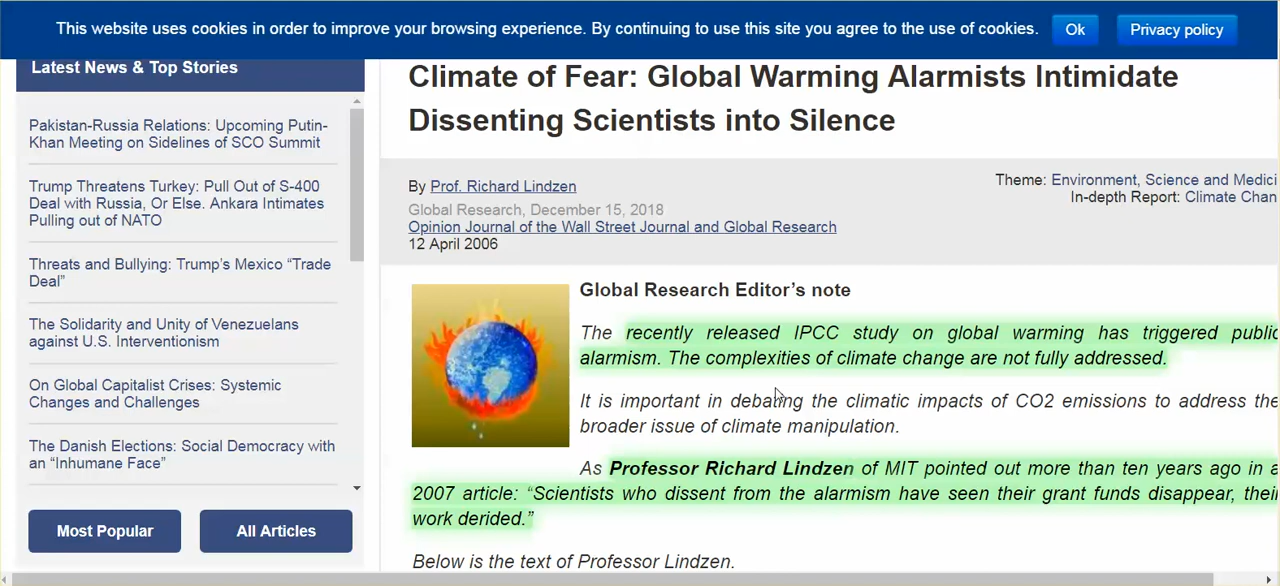 This website uses cookies in order to improve your browsing experience. By continuing to use this site you agree to the use of cookies.
Ok
Privacy policy
Latest News & Top Stories
Pakistan-Russia Relations: Upcoming Putin-
Khan Meeting on Sidelines of SCO Summit
Trump Threatens Turkey: Pull Out of S-400
Deal with Russia, Or Else. Ankara Intimates
Pulling out of NATO
Threats and Bullying: Trump’s Mexico “Trade
Deal”
The Solidarity and Unity of Venezuelans
against U.S. Interventionism
On Global Capitalist Crises: Systemic
Changes and Challenges
The Danish Elections: Social Democracy with
an “Inhumane Face”
Most Popular
All Articles
Climate of Fear: Global Warming Alarmists Intimidate
Dissenting Scientists into Silence
By Prof. Richard Lindzen
Global Research, December 15, 2018
Opinion Journal of the Wall Street Journal and Global Research
12 April 2006
Theme: Environment, Science and Medici
In-depth Report: Climate Chan
Global Research Editor’s note
The recently released IPCC study on global warming has triggered public
alarmism. The complexities of climate change are not fully addressed.
It is important in debating the climatic impacts of CO2 emissions to address the
broader issue of climate manipulation.
As Professor Richard Lindzen of MIT pointed out more than ten years ago in a
2007 article: “Scientists who dissent from the alarmism have seen their grant funds disappear, their
work derided.”
Below is the text of Professor Lindzen.